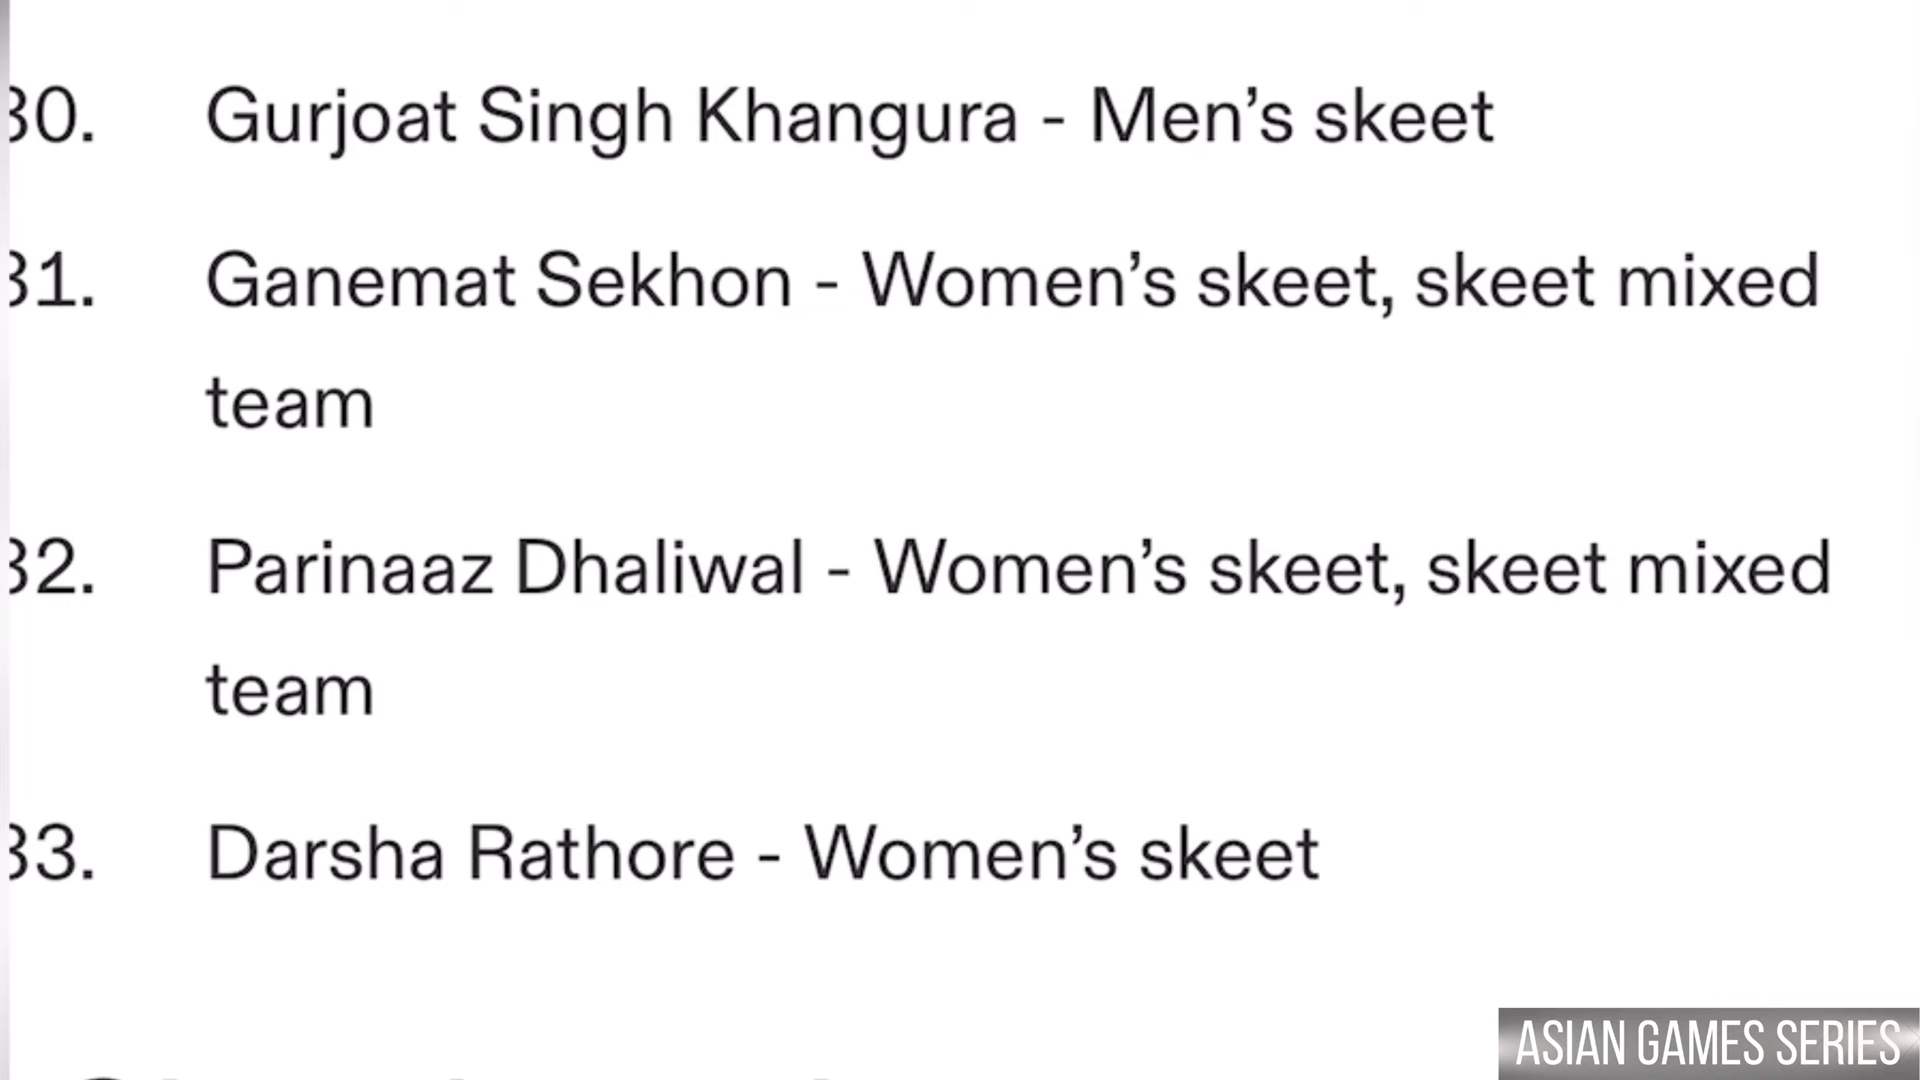 30. Gurjoat Singh Khangura - Men’s skeet
31. Ganemat Sekhon - Women’s skeet, skeet mixed
team
32. Parinaaz Dhaliwal - Women’s skeet, skeet mixed
team
33. Darsha Rathore - Women’s skeet
ASIAN GAMES SERIES